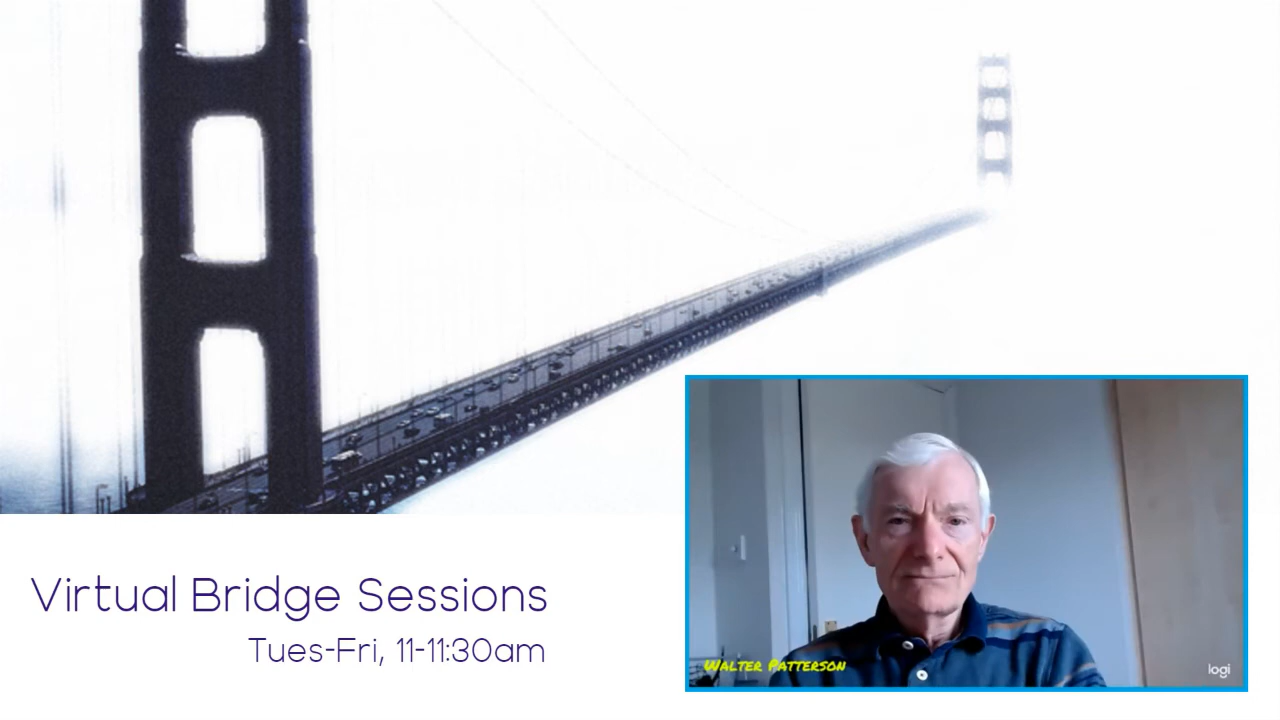 Virtual Bridge Sessions
Tues-Fri, 11-11:30am
Walter Patterson
logi